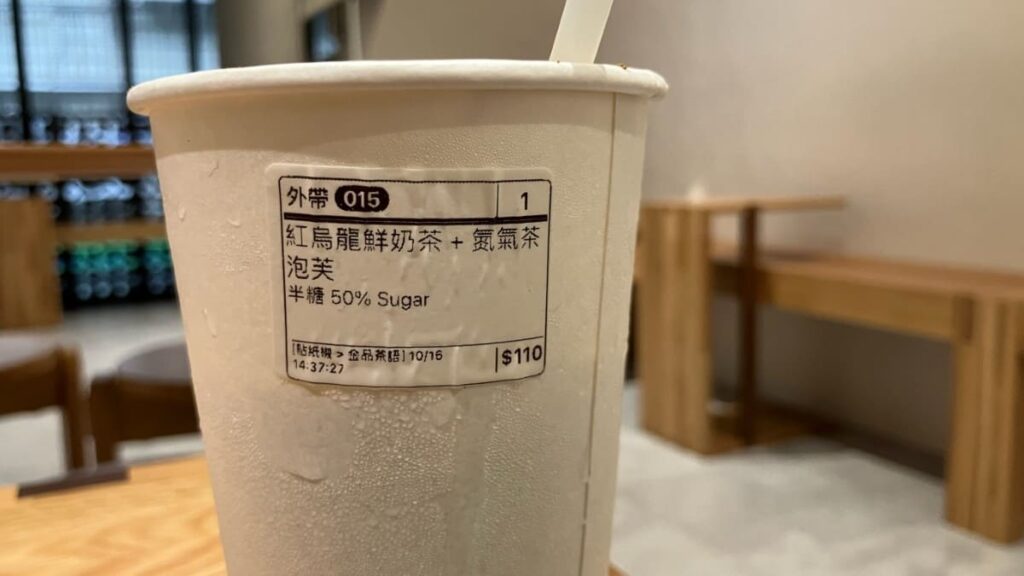 外帶 015 1
紅烏龍鮮奶茶 + 氮氣茶
泡芙
半糖 50% Sugar
[貼紙機 > 金品茶語] 10/16
14:37:27
$110